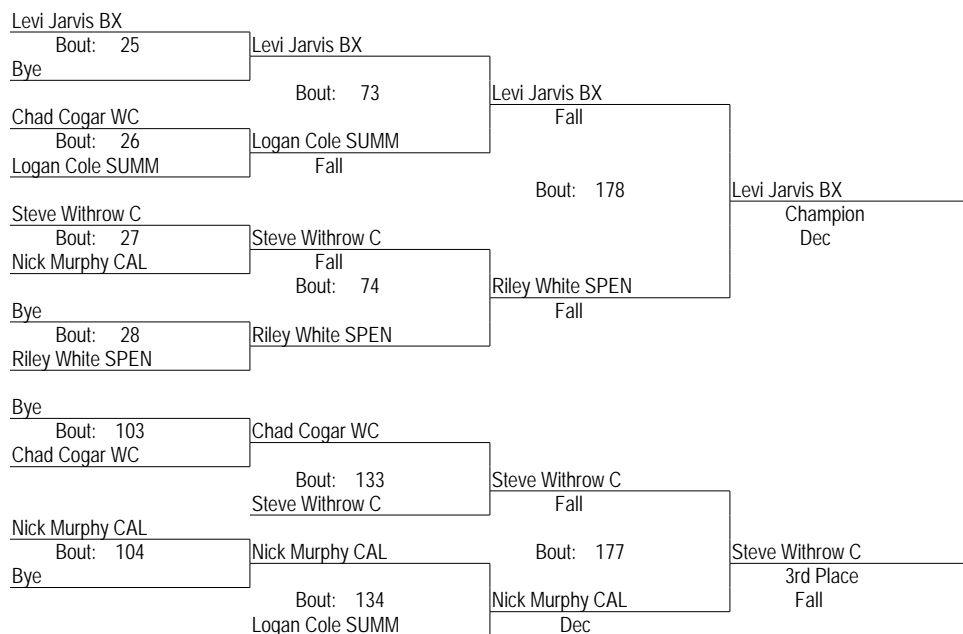 Levi Jarvis BX
Bout: 25
Levi Jarvis BX
Bye
Bout: 73
Levi Jarvis BX
Chad Cogar WC
Fall
Bout: 26
Logan Cole SUMM
Logan Cole SUMM
Fall
Bout: 178
Levi Jarvis BX
Steve Withrow C
Champion
Bout: 27
Steve Withrow C
Dec
Nick Murphy CAL
Fall
Bout: 74
Riley White SPEN
Bye
Fall
Bout: 28
Riley White SPEN
Riley White SPEN
Bye
Bout: 103
Chad Cogar WC
Chad Cogar WC
Bout: 133
Steve Withrow C
Steve Withrow C
Fall
Nick Murphy CAL
Bout: 104
Nick Murphy CAL
Bout: 177
Steve Withrow C
Bye
3rd Place
Bout: 134
Nick Murphy CAL
Fall
Logan Cole SUMM
Dec